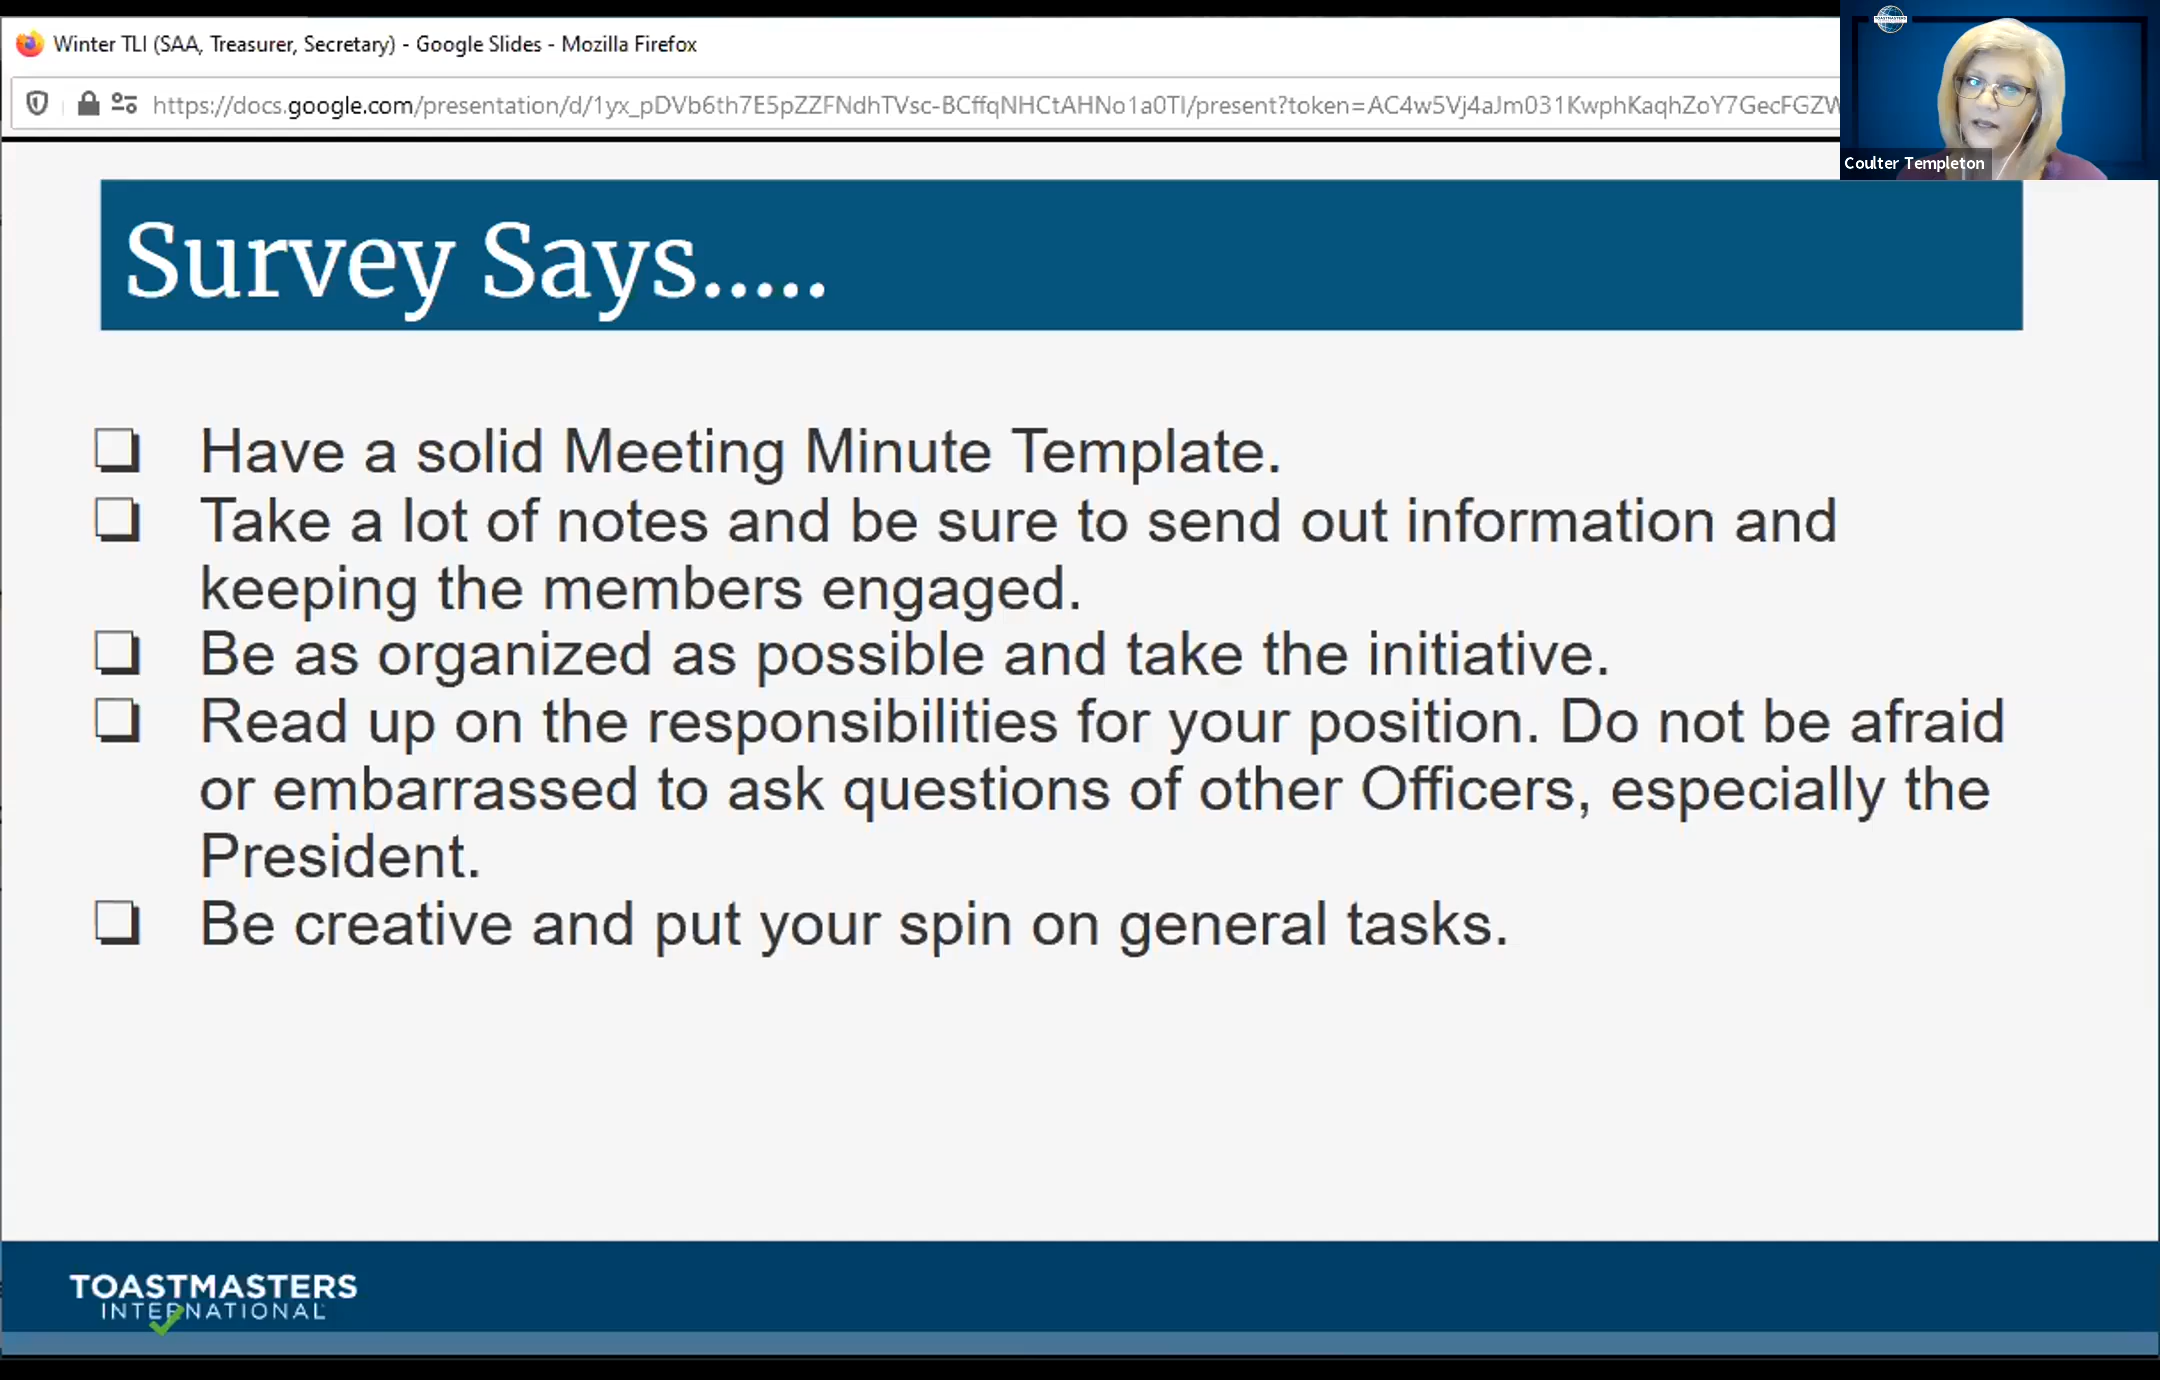 Winter TLI (SAA, Treasurer, Secretary) - Google Slides - Mozilla Firefox
https://docs.google.com/presentation/d/1yx_pDVb6th7E5pZZFNdhTVsc-BCffqNHCtAHNo1a0TI/present?token=AC4w5Vj4aJm031KwphKaqhZoY7GecFGZW
TOASTMASTERS
Coulter Templeton
Survey Says.....
❏ Have a solid Meeting Minute Template.
❏ Take a lot of notes and be sure to send out information and
keeping the members engaged.
❏ Be as organized as possible and take the initiative.
❏ Read up on the responsibilities for your position. Do not be afraid
or embarrassed to ask questions of other Officers, especially the
President.
❏ Be creative and put your spin on general tasks.
TOASTMASTERS
INTERNATIONAL